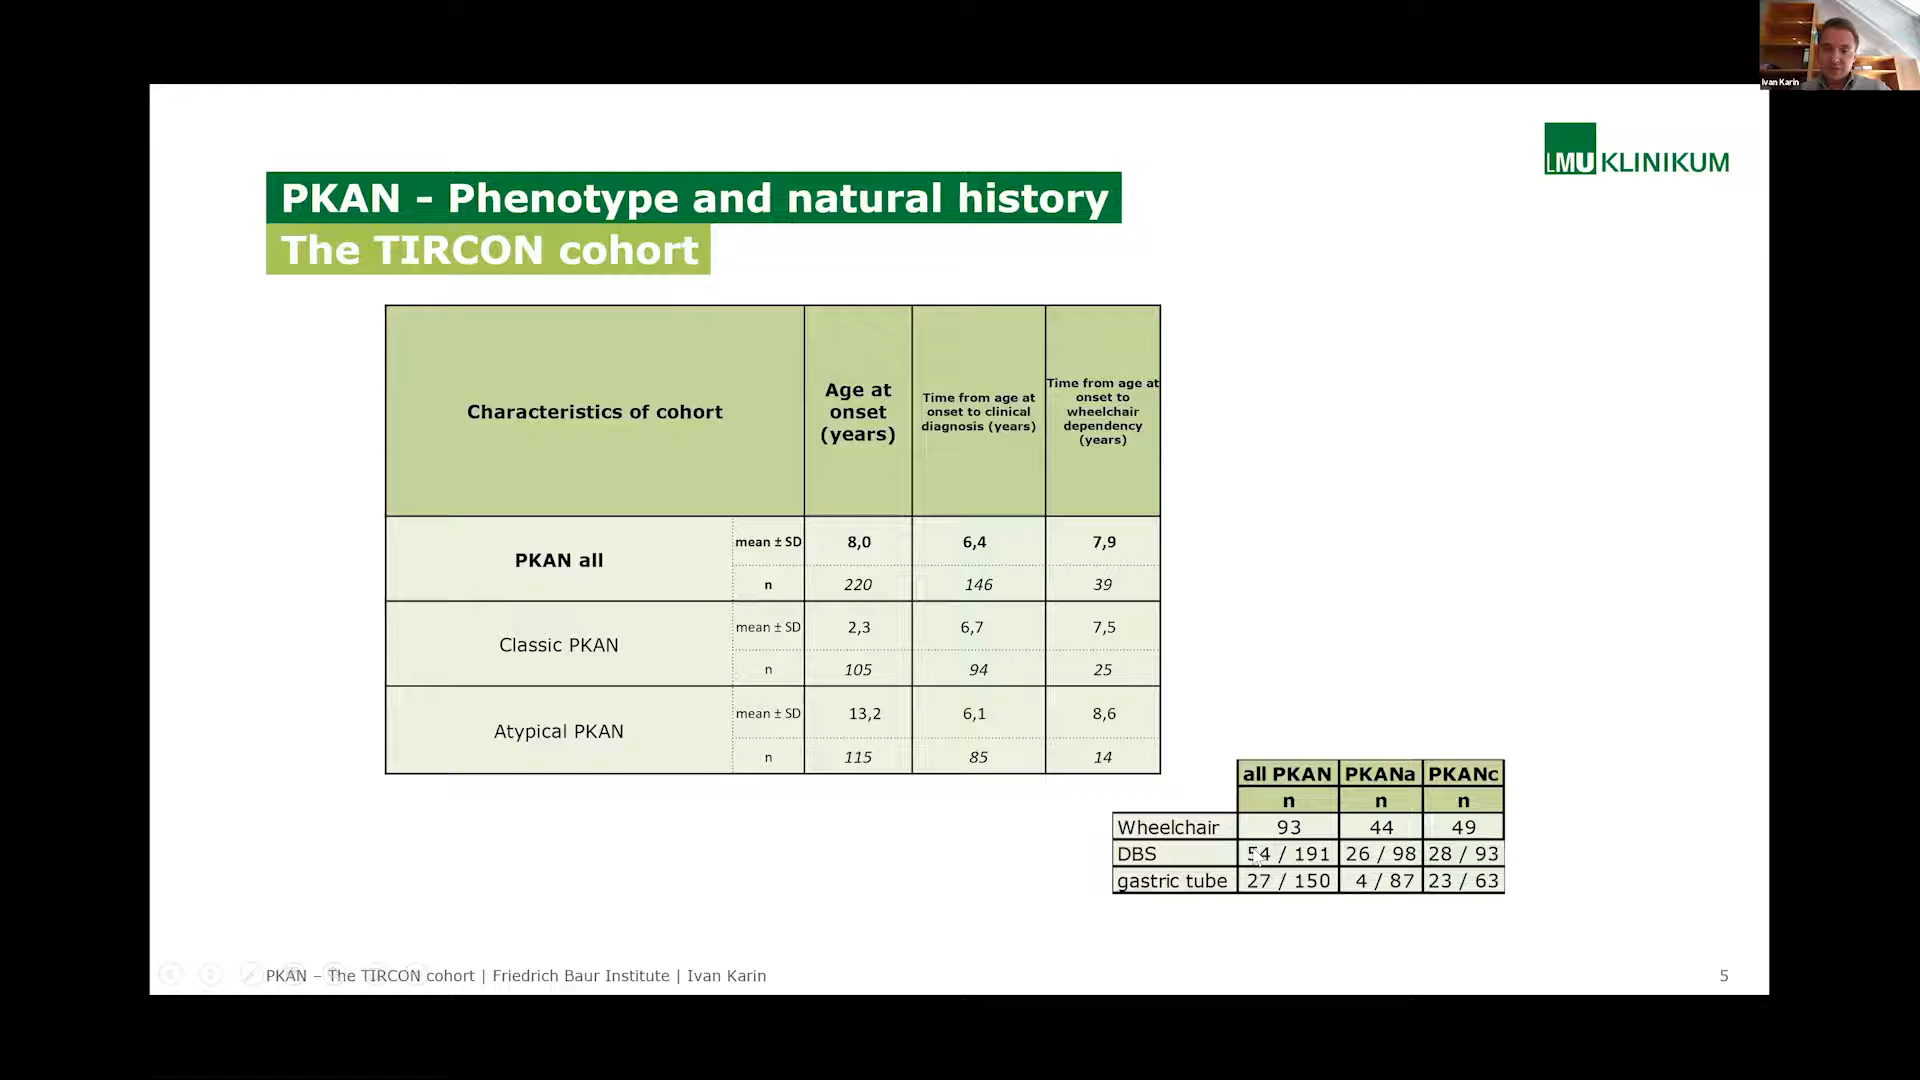 Ivan Karin
LMU KLINIKUM
PKAN - Phenotype and natural history
The TIRCON cohort
Characteristics of cohort
Age at
onset
(years)
Time from age at
onset to clinical
diagnosis (years)
Time from age at
onset to
wheelchair
dependency
(years)
PKAN all
mean ± SD 8,0 6,4 7,9
n 220 146 39
Classic PKAN
mean ± SD 2,3 6,7 7,5
n 105 94 25
Atypical PKAN
mean ± SD 13,2 6,1 8,6
n 115 85 14
all PKAN PKANa PKANc
n n n
Wheelchair 93 44 49
DBS 54 / 191 26 / 98 28 / 93
gastric tube 27 / 150 4 / 87 23 / 63
PKAN – The TIRCON cohort | Friedrich Baur Institute | Ivan Karin
5